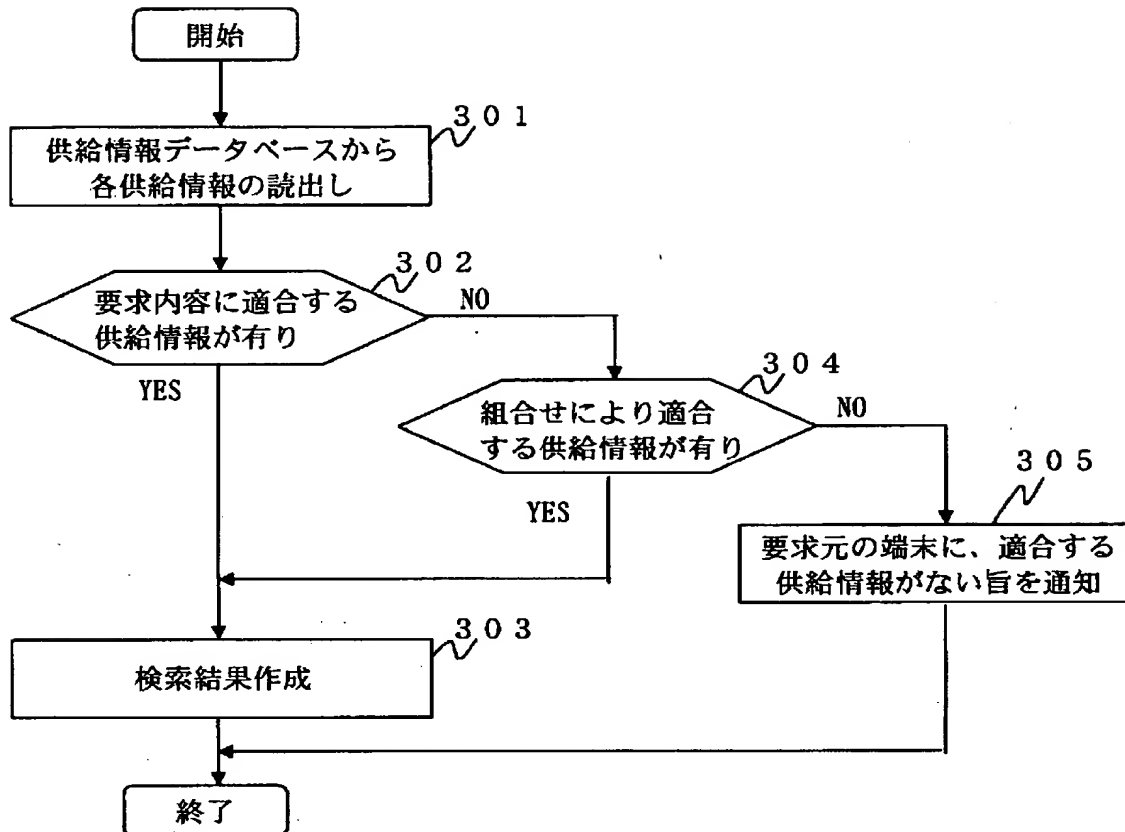 開始
301
供給情報データベースから
各供給情報の読出し
302
要求内容に適合する
供給情報が有り
NO
YES
304
組合せにより適合
する供給情報が有り
NO
YES
305
要求元の端末に、適合する
供給情報がない旨を通知
303
検索結果作成
終了